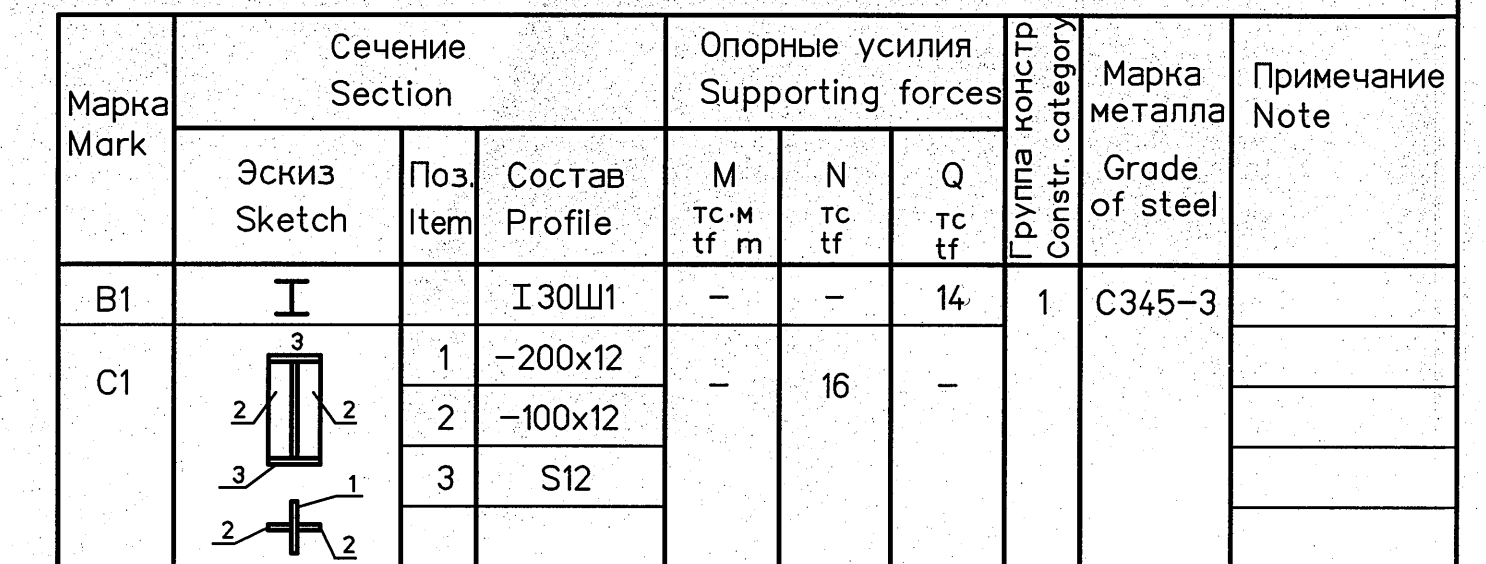 Марка
Mark
Сечение
Section
Опорные усилия
Supporting forces
Группа констр
Constr. category
Марка
металла
Grade
of steel
Примечание
Note
Эскиз
Sketch
Поз.
Item
Состав
Profile
M
тс·м
tf m
N
тс
tf
Q
тс
tf
B1
I30Ш1
–
–
14
1
C345–3
C1
3
2
2
3
1
2
2
1
–200x12
2
–100x12
3
S12
–
16
–